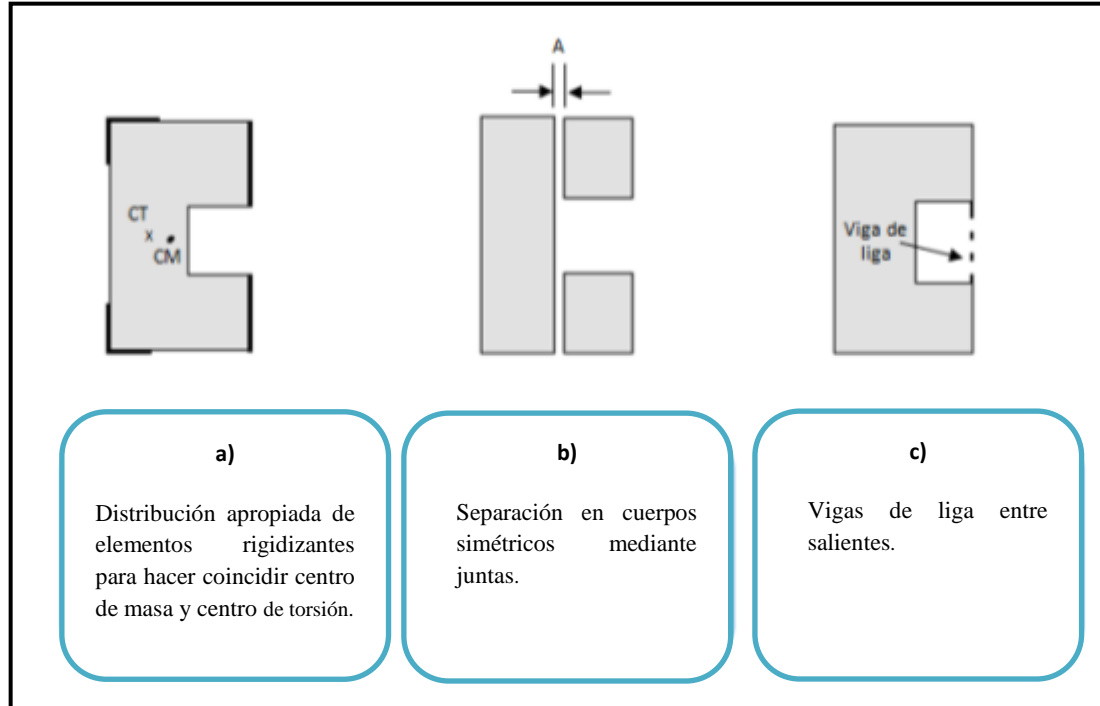 A
CT
x
CM
Viga de
liga
a)
Distribución apropiada de
elementos rigidizantes
para hacer coincidir centro
de masa y centro de torsión.
b)
Separación en cuerpos
simétricos mediante
juntas.
c)
Vigas de liga entre
salientes.